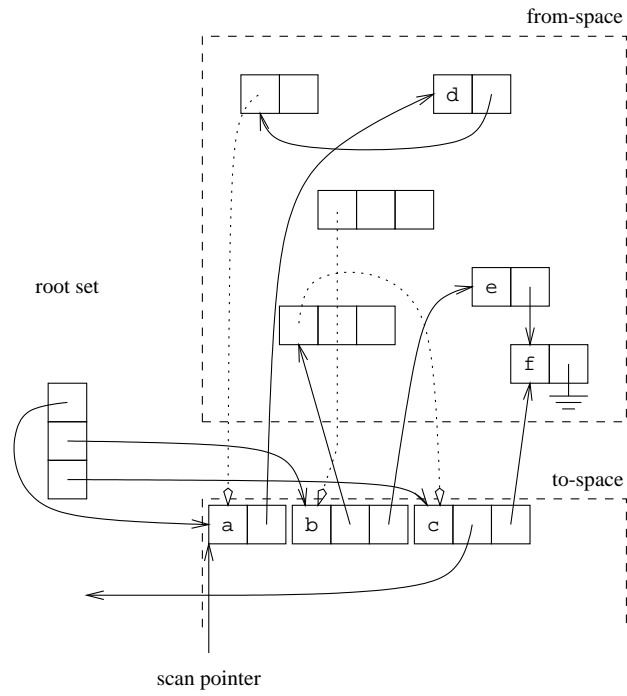 from-space
d
root set
e
f
to-space
a b c
scan pointer